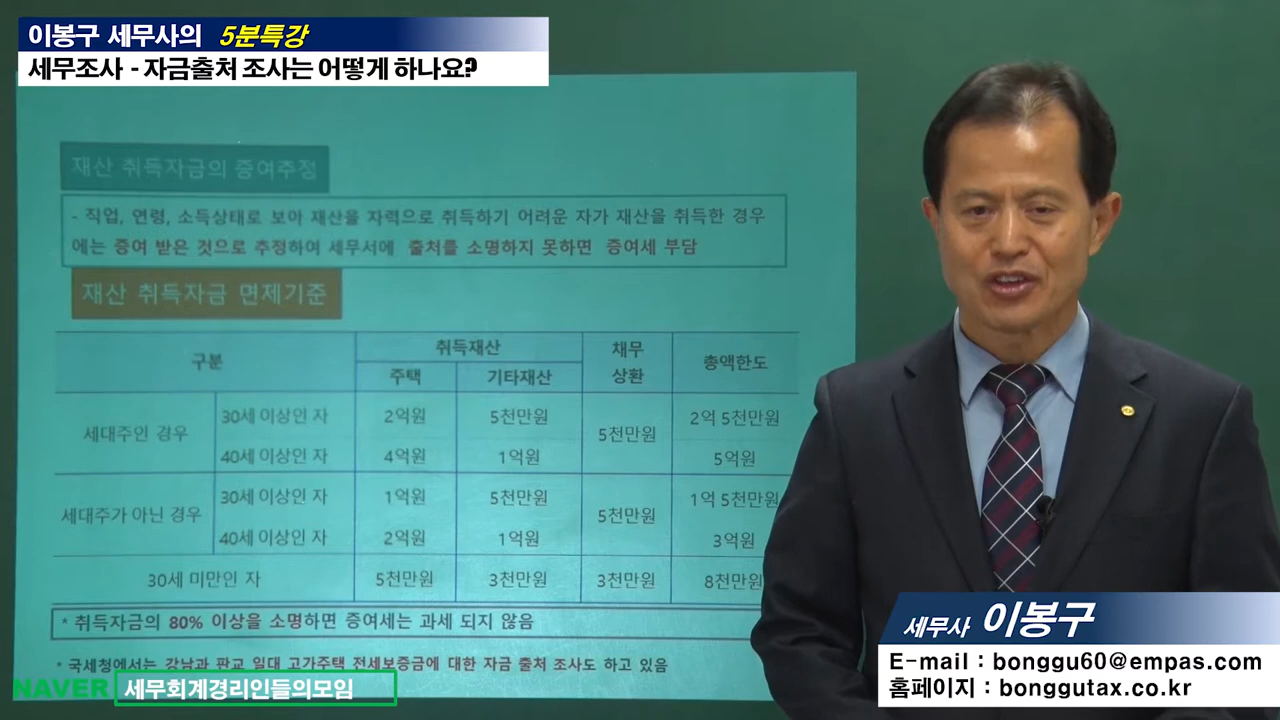 이봉구 세무사의 5분특강
세무조사 - 자금출처 조사는 어떻게 하나요?
재산 취득자금의 증여추정
- 직업, 연령, 소득상태로 보아 재산을 자력으로 취득하기 어려운 자가 재산을 취득한 경우
에는 증여 받은 것으로 추정하여 세무서에 출처를 소명하지 못하면 증여세 부담
재산 취득자금 면제기준
구분 취득재산 채무 상환 총액한도
주택 기타재산
세대주인 경우 30세 이상인 자 2억원 5천만원 5천만원 2억 5천만원
40세 이상인 자 4억원 1억원 5억원
세대주가 아닌 경우 30세 이상인 자 1억원 5천만원 5천만원 1억 5천만원
40세 이상인 자 2억원 1억원 3억원
30세 미만인 자 5천만원 3천만원 3천만원 8천만원
* 취득자금의 80% 이상을 소명하면 증여세는 과세 되지 않음
* 국세청에서는 강남과 판교 일대 고가주택 전세보증금에 대한 자금 출처 조사도 하고 있음
NAVER 세무회계경리인들의모임
세무사 이봉구
E-mail : bonggu60@empas.com
홈페이지 : bonggutax.co.kr